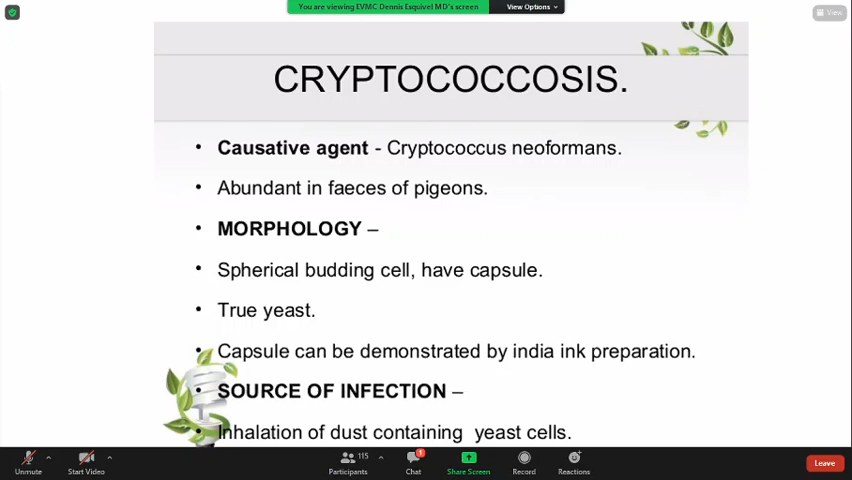 You are viewing EVMC Dennis Esquivel MD's screen
View Options
View
CRYPTOCOCCOSIS.
• Causative agent - Cryptococcus neoformans.
• Abundant in faeces of pigeons.
• MORPHOLOGY –
• Spherical budding cell, have capsule.
• True yeast.
• Capsule can be demonstrated by india ink preparation.
• SOURCE OF INFECTION –
• Inhalation of dust containing yeast cells.
Unmute
Start Video
115
Participants
1
Chat
Share Screen
Record
Reactions
Leave